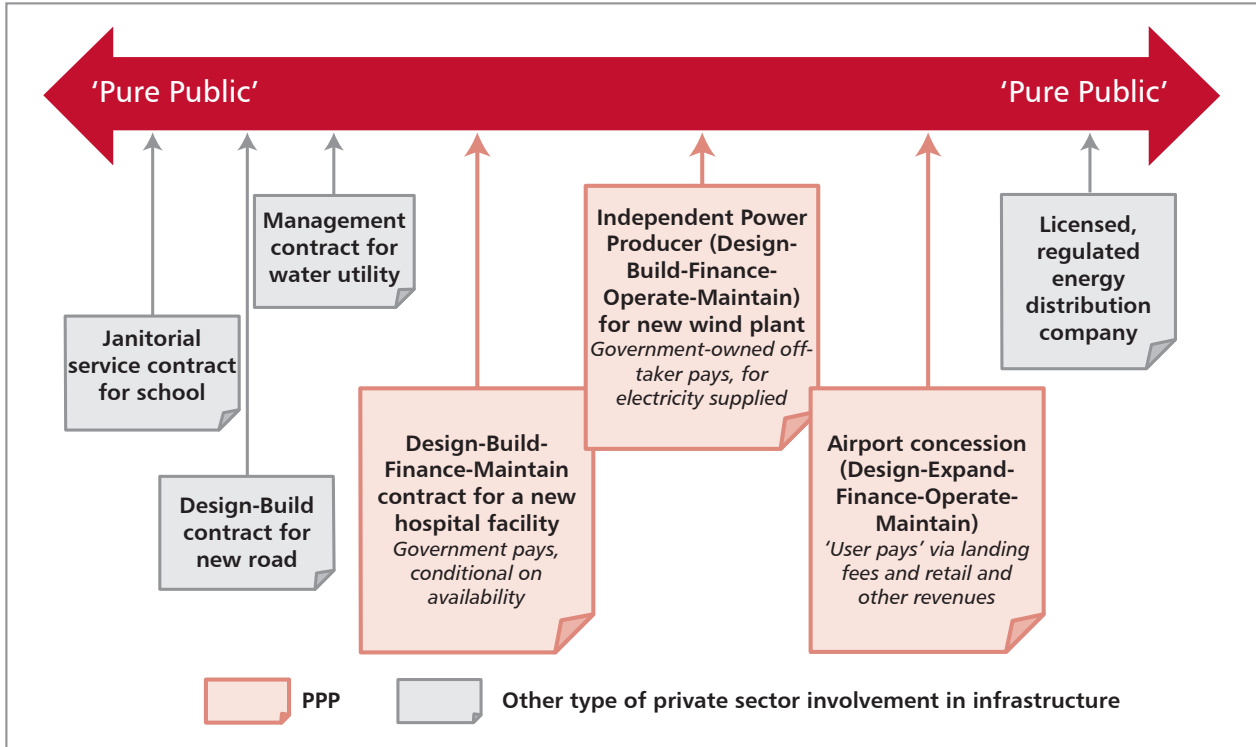 'Pure Public'
'Pure Public'
Janitorial
service contract
for school
Design-Build
contract for
new road
Management
contract for
water utility
Design-Build-
Finance-Maintain
contract for a new
hospital facility
Government pays,
conditional on
availability
Independent Power
Producer (Design-
Build-Finance-
Operate-Maintain)
for new wind plant
Government-owned off-
taker pays, for
electricity supplied
Airport concession
(Design-Expand-
Finance-Operate-
Maintain)
'User pays' via landing
fees and retail and
other revenues
Licensed,
regulated
energy
distribution
company
PPP
Other type of private sector involvement in infrastructure